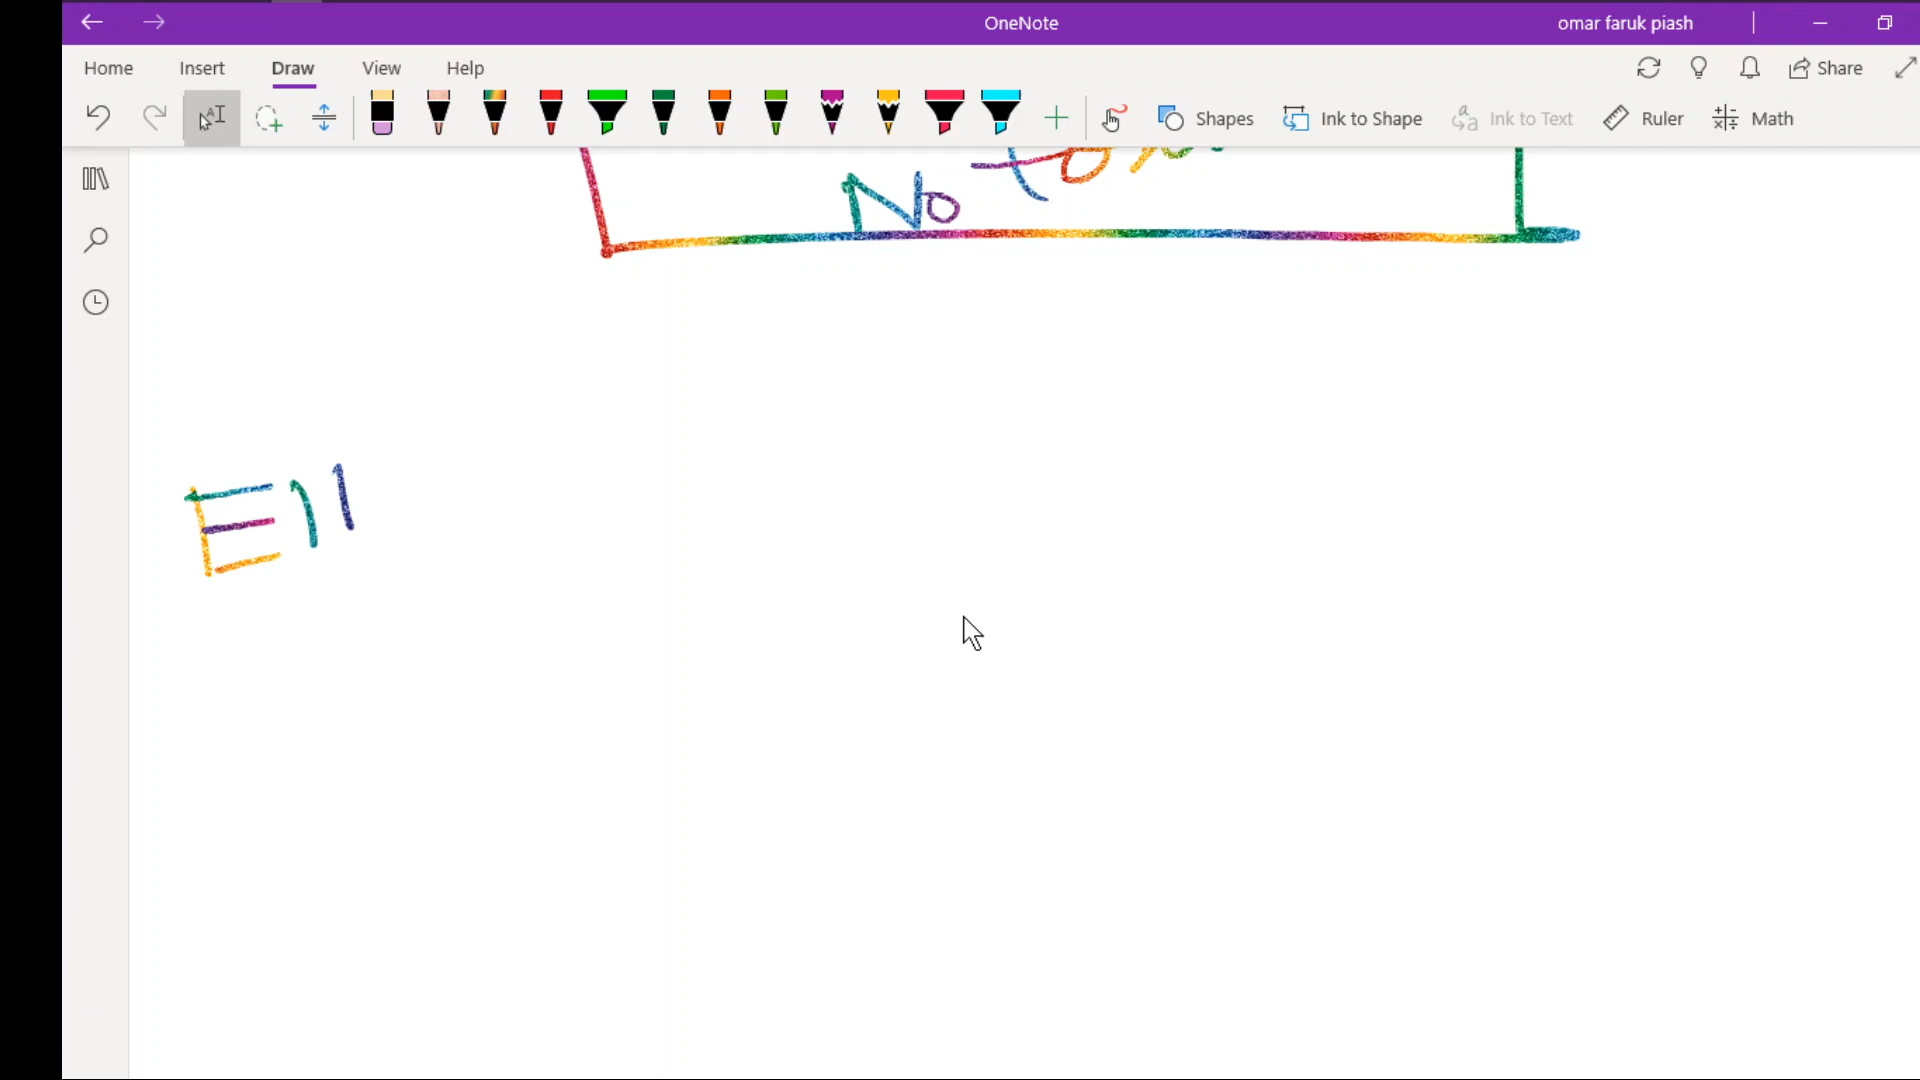 OneNote
omar faruk piash
Home Insert Draw View Help Share
Shapes Ink to Shape Ink to Text Ruler Math
No
E11